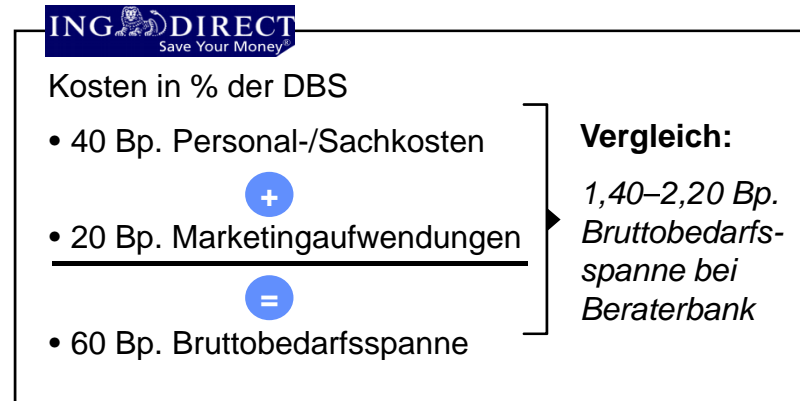 ING DIRECT
Save Your Money®
Kosten in % der DBS
• 40 Bp. Personal-/Sachkosten
+
• 20 Bp. Marketingaufwendungen
=
• 60 Bp. Bruttobedarfsspanne
Vergleich:
1,40–2,20 Bp.
Bruttobedarfs-
spanne bei
Beraterbank